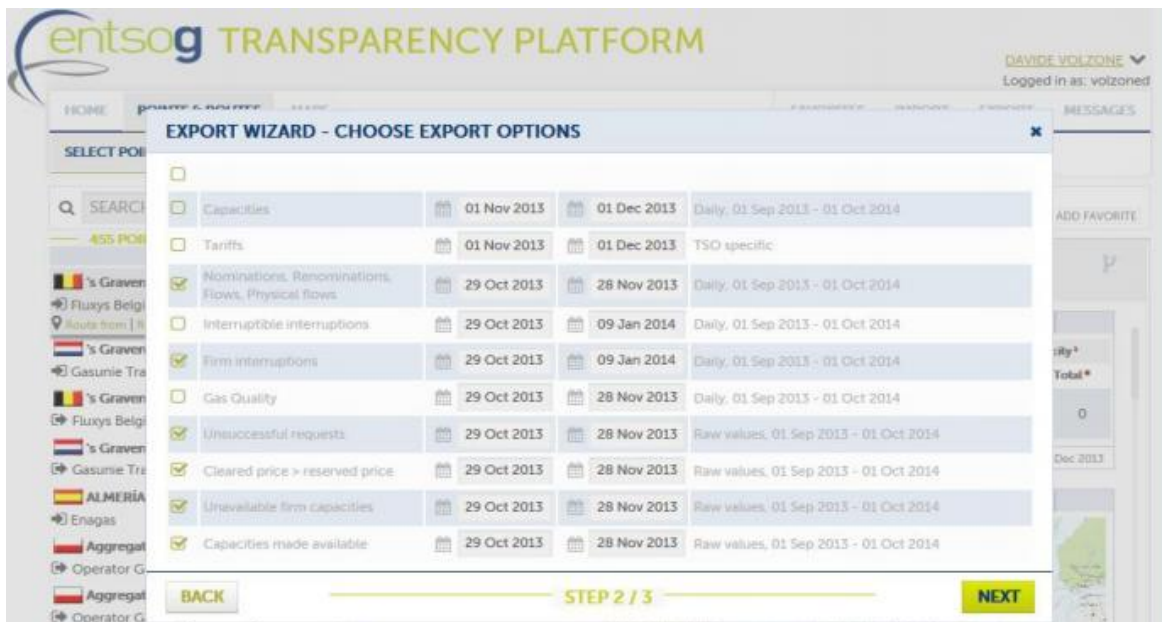 entsog TRANSPARENCY PLATFORM
DAVIDE VOLZONE
Logged in as: volzoned
HOME POINTS & ROUTES MESSAGES
SELECT POI
EXPORT WIZARD - CHOOSE EXPORT OPTIONS
SEARCH
ADD FAVORITE
455 POI
Capacities 01 Nov 2013 01 Dec 2013 Daily, 01 Sep 2013 - 01 Oct 2014
Tariffs 01 Nov 2013 01 Dec 2013 TSO specific
Nominations, Renominations,
Flows, Physical flows 29 Oct 2013 28 Nov 2013 Daily, 01 Sep 2013 - 01 Oct 2014
Interruptible interruptions 29 Oct 2013 09 Jan 2014 Daily, 01 Sep 2013 - 01 Oct 2014
Firm interruptions 29 Oct 2013 09 Jan 2014 Daily, 01 Sep 2013 - 01 Oct 2014
Gas Quality 29 Oct 2013 28 Nov 2013 Daily, 01 Sep 2013 - 01 Oct 2014
Unsuccessful requests 29 Oct 2013 28 Nov 2013 Raw values, 01 Sep 2013 - 01 Oct 2014
Cleared price > reserved price 29 Oct 2013 28 Nov 2013 Raw values, 01 Sep 2013 - 01 Oct 2014
Unavailable firm capacities 29 Oct 2013 28 Nov 2013 Raw values, 01 Sep 2013 - 01 Oct 2014
Capacities made available 29 Oct 2013 28 Nov 2013 Raw values, 01 Sep 2013 - 01 Oct 2014
's Graven
Fluxys Belgi
Route from
's Graven
Gasunie Tra
's Graven
Fluxys Belgi
's Graven
Gasunie Tra
ALMERÍA
Enagas
Aggregat
Operator G
Aggregat
Operator G
city¹
Total*
0
Dec 2013
BACK
STEP 2 / 3
NEXT